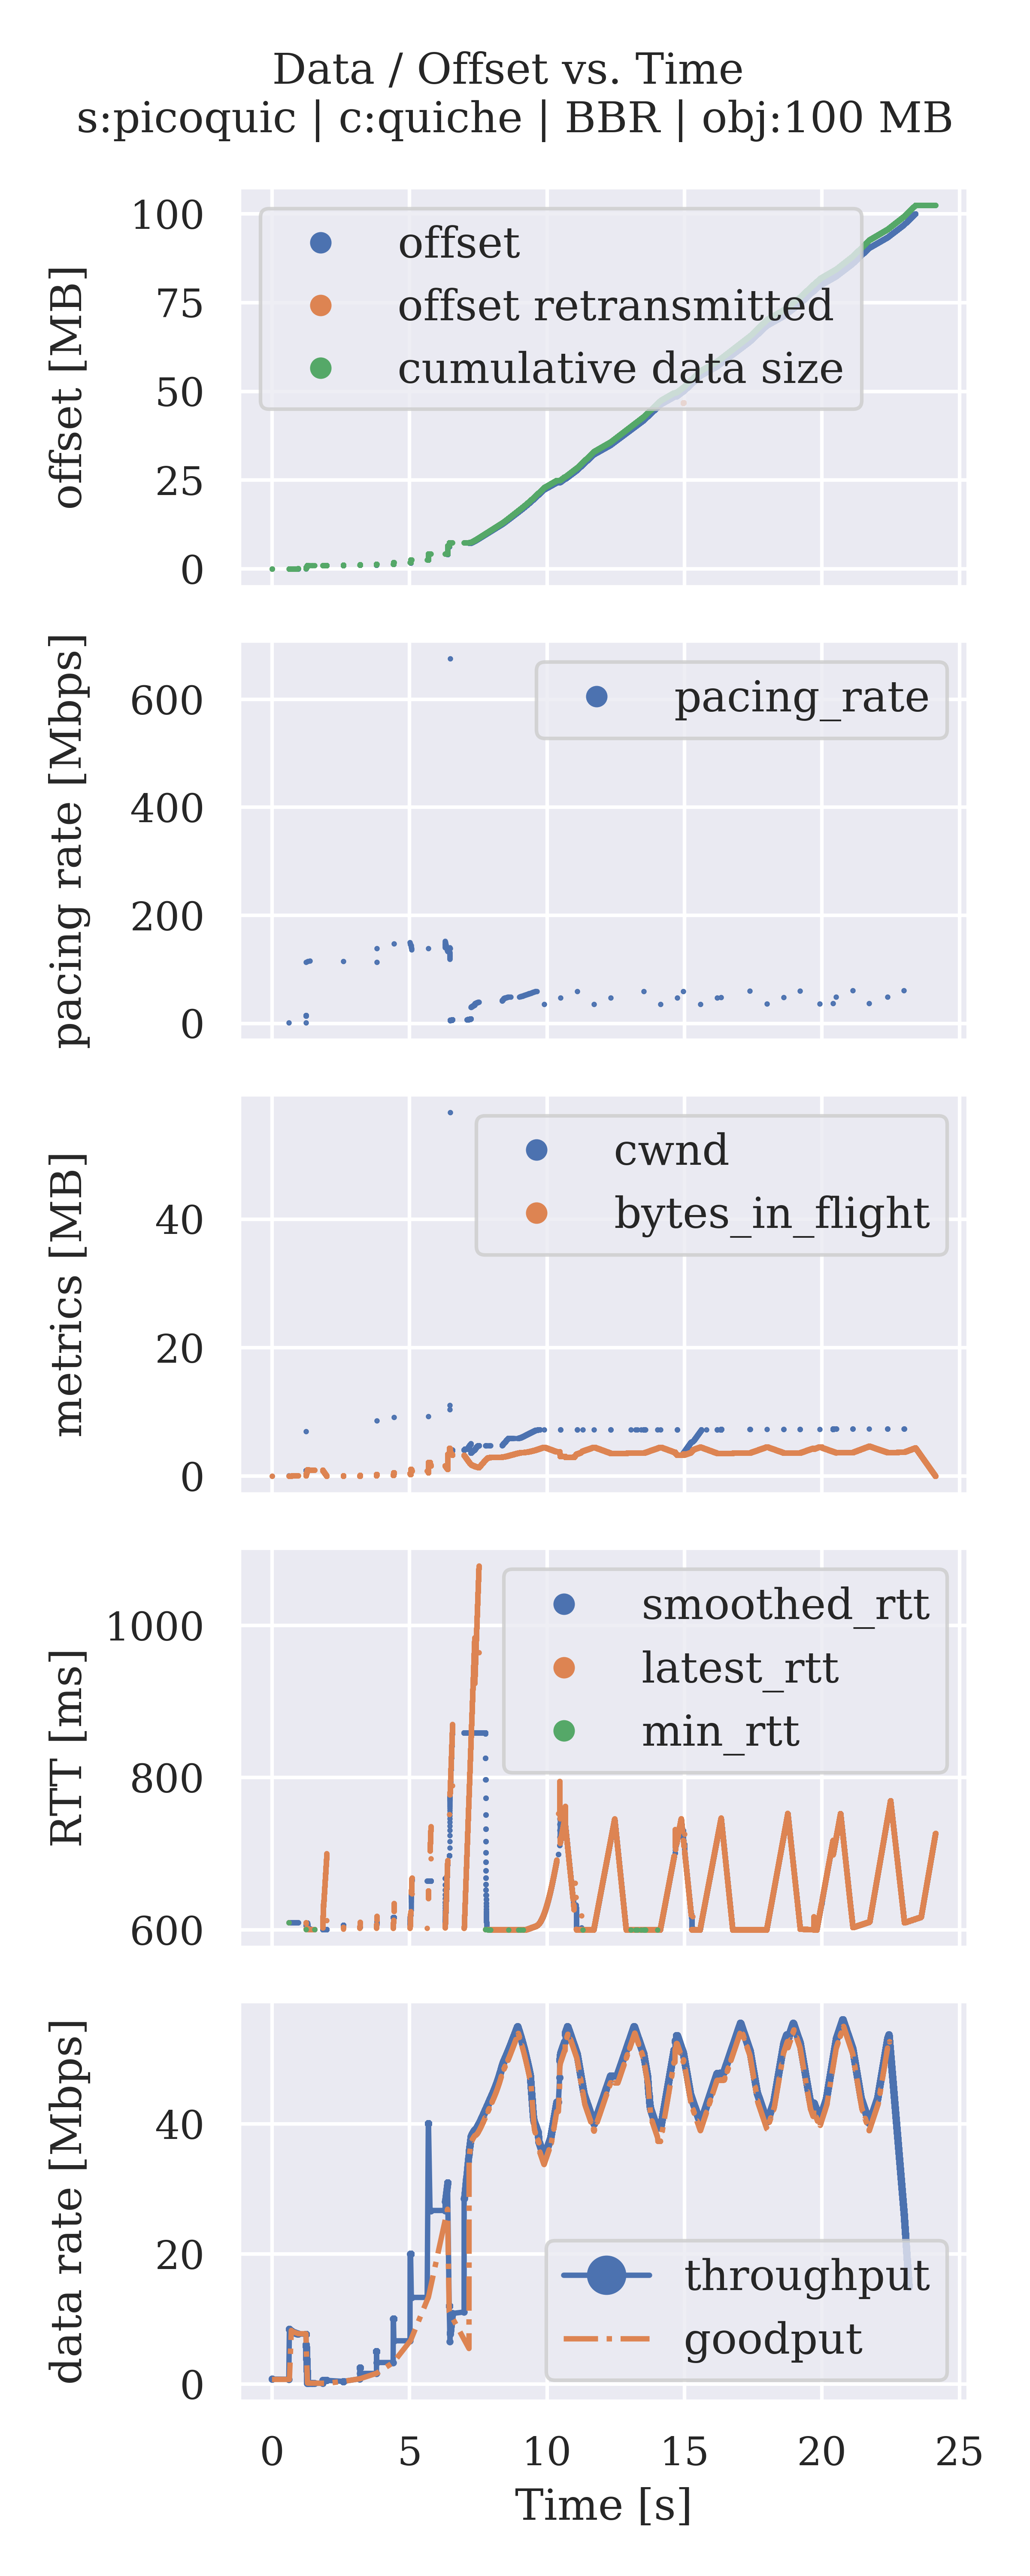 Data / Offset vs. Time
s:picoquic | c:quiche | BBR | obj:100 MB
offset [MB]
100
75
50
25
0
offset
offset retransmitted
cumulative data size
pacing rate [Mbps]
600
400
200
0
pacing_rate
metrics [MB]
40
20
0
cwnd
bytes_in_flight
RTT [ms]
1000
800
600
smoothed_rtt
latest_rtt
min_rtt
data rate [Mbps]
40
20
0
throughput
goodput
0 5 10 15 20 25
Time [s]